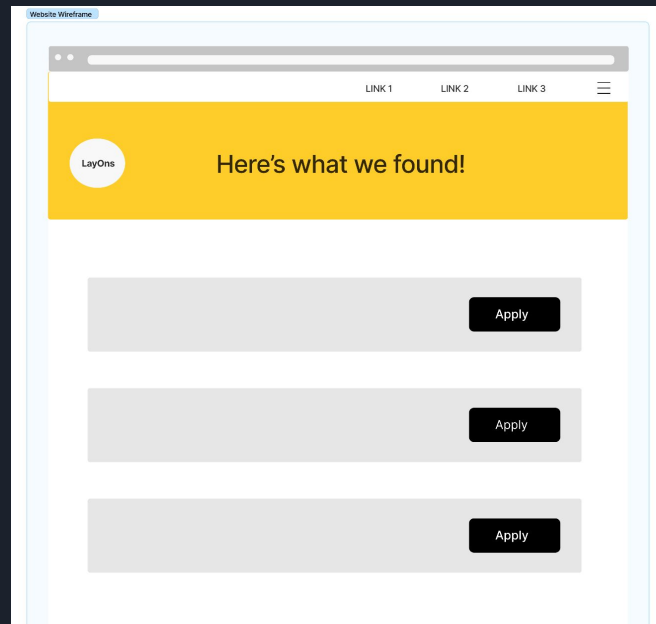 Website Wireframe
LINK 1 LINK 2 LINK 3
LayOns
Here’s what we found!
Apply
Apply
Apply